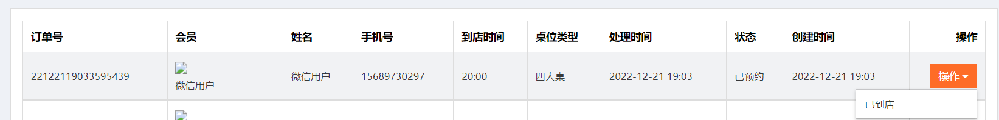 订单号 会员 姓名 手机号 到店时间 桌位类型 处理时间 状态 创建时间 操作
22122119033595439 微信用户 微信用户 15689730297 20:00 四人桌 2022-12-21 19:03 已预约 2022-12-21 19:03 操作
已到店